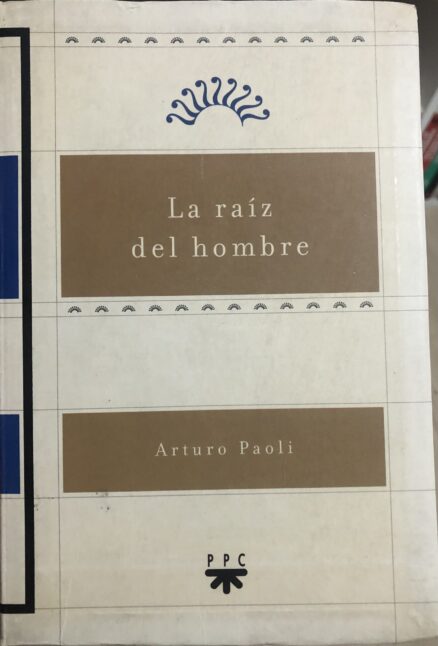 La raíz
del hombre
Arturo Paoli
PPC